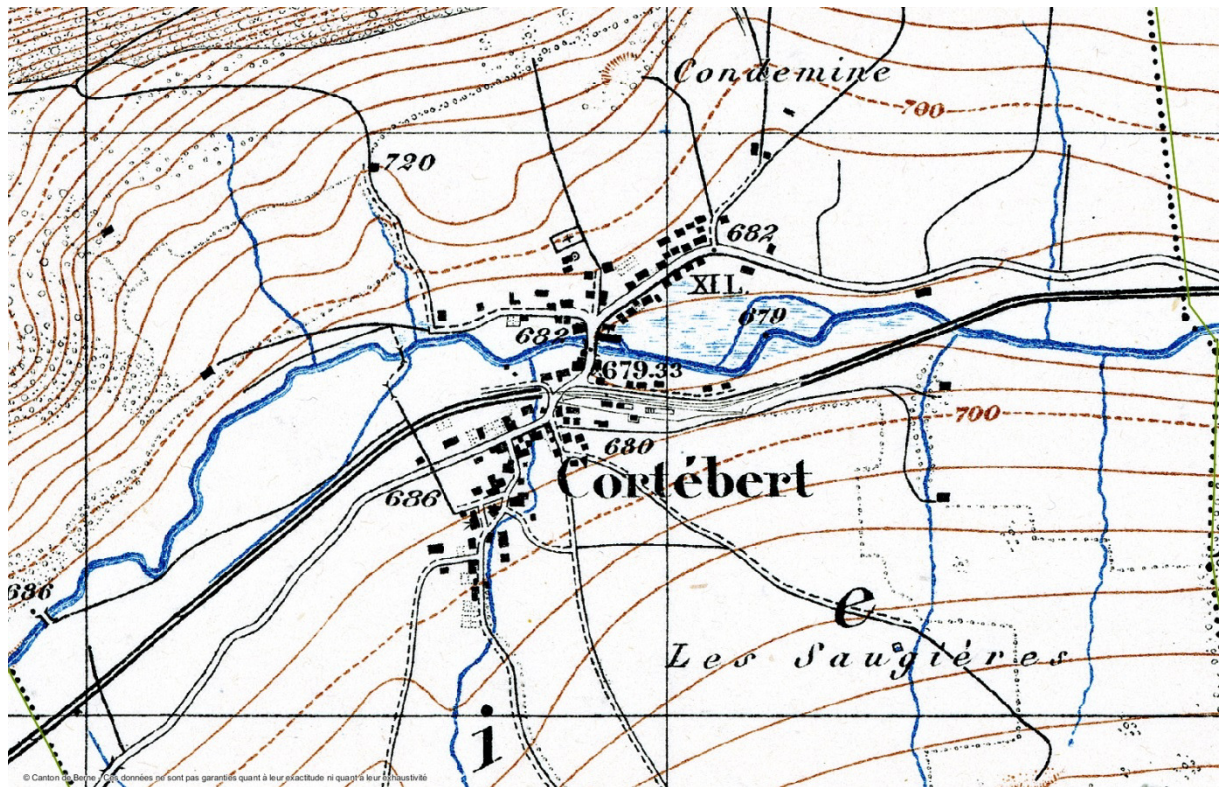 Condemine
700
720
682
XII.
679
682
679.33
700
680
Cortébert
686
686
e
Les Saugières
i
© Canton de Berne - Ces données ne sont pas garanties quant à leur exactitude ni quant à leur exhaustivité